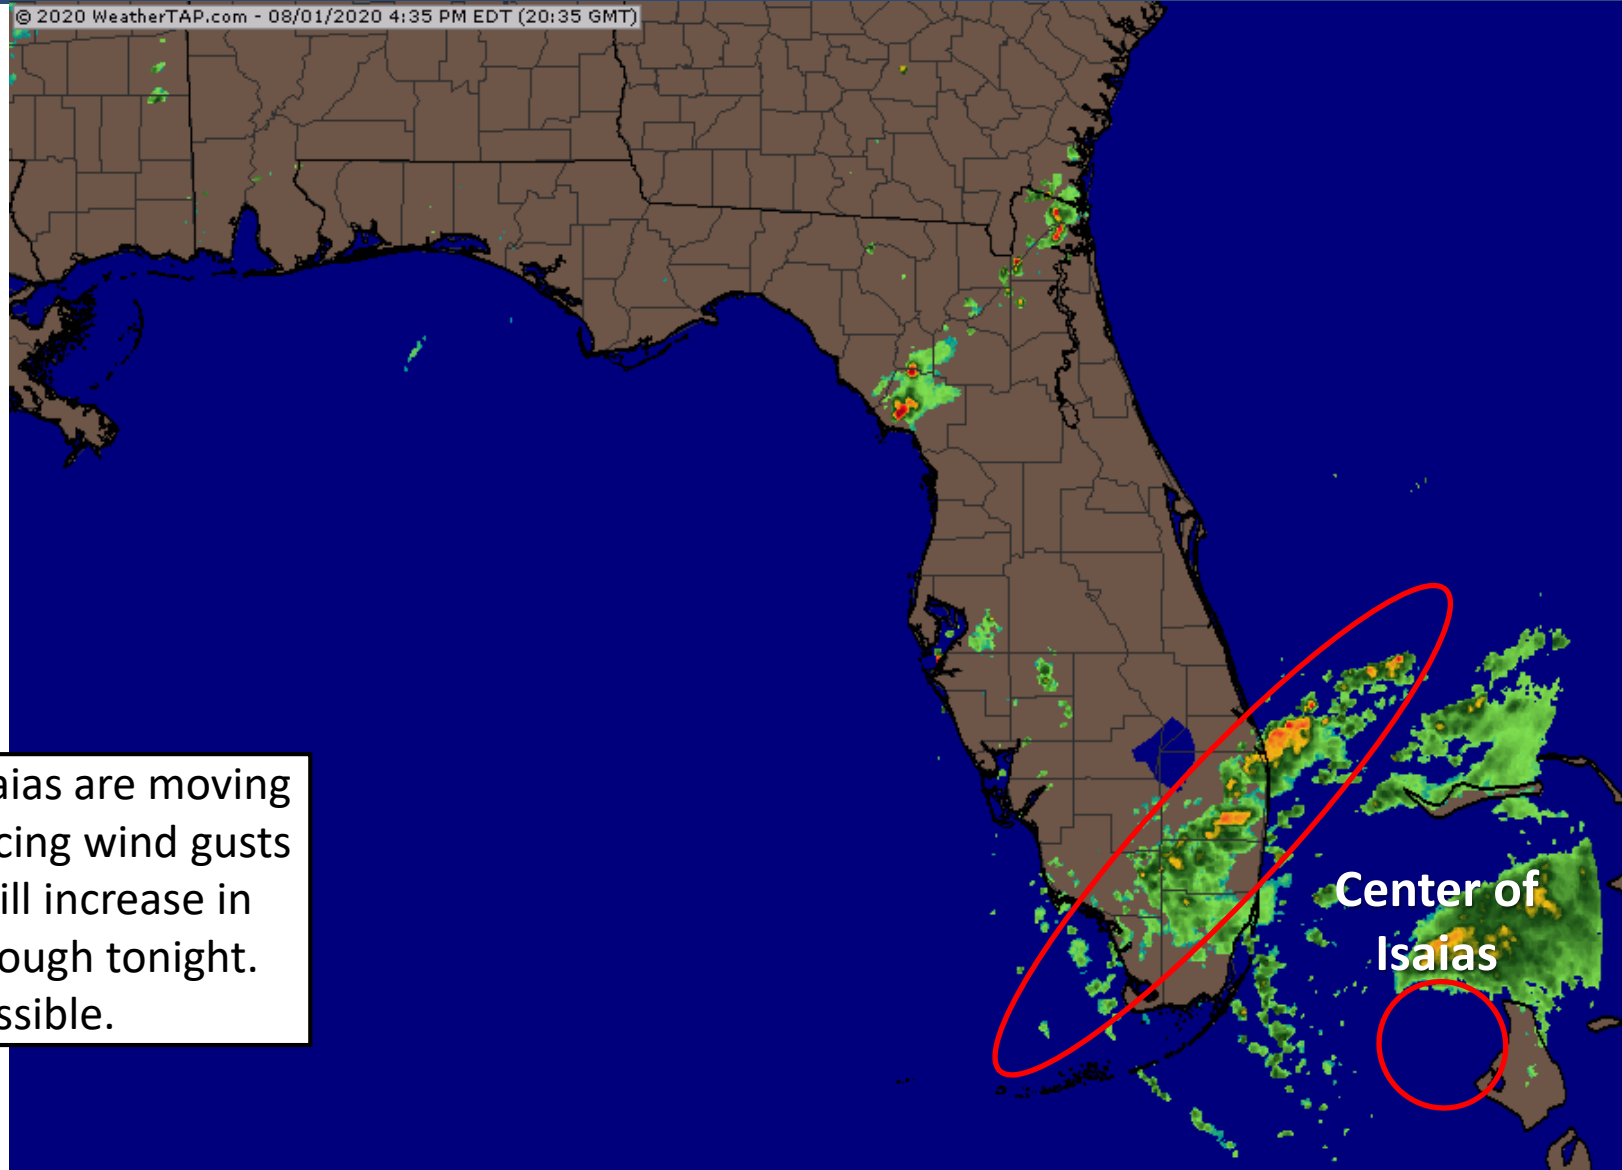 © 2020 WeatherTAP.com - 08/01/2020 4:35 PM EDT (20:35 GMT)
aias are moving
cing wind gusts
ill increase in
ough tonight.
ssible.
Center of
Isaias